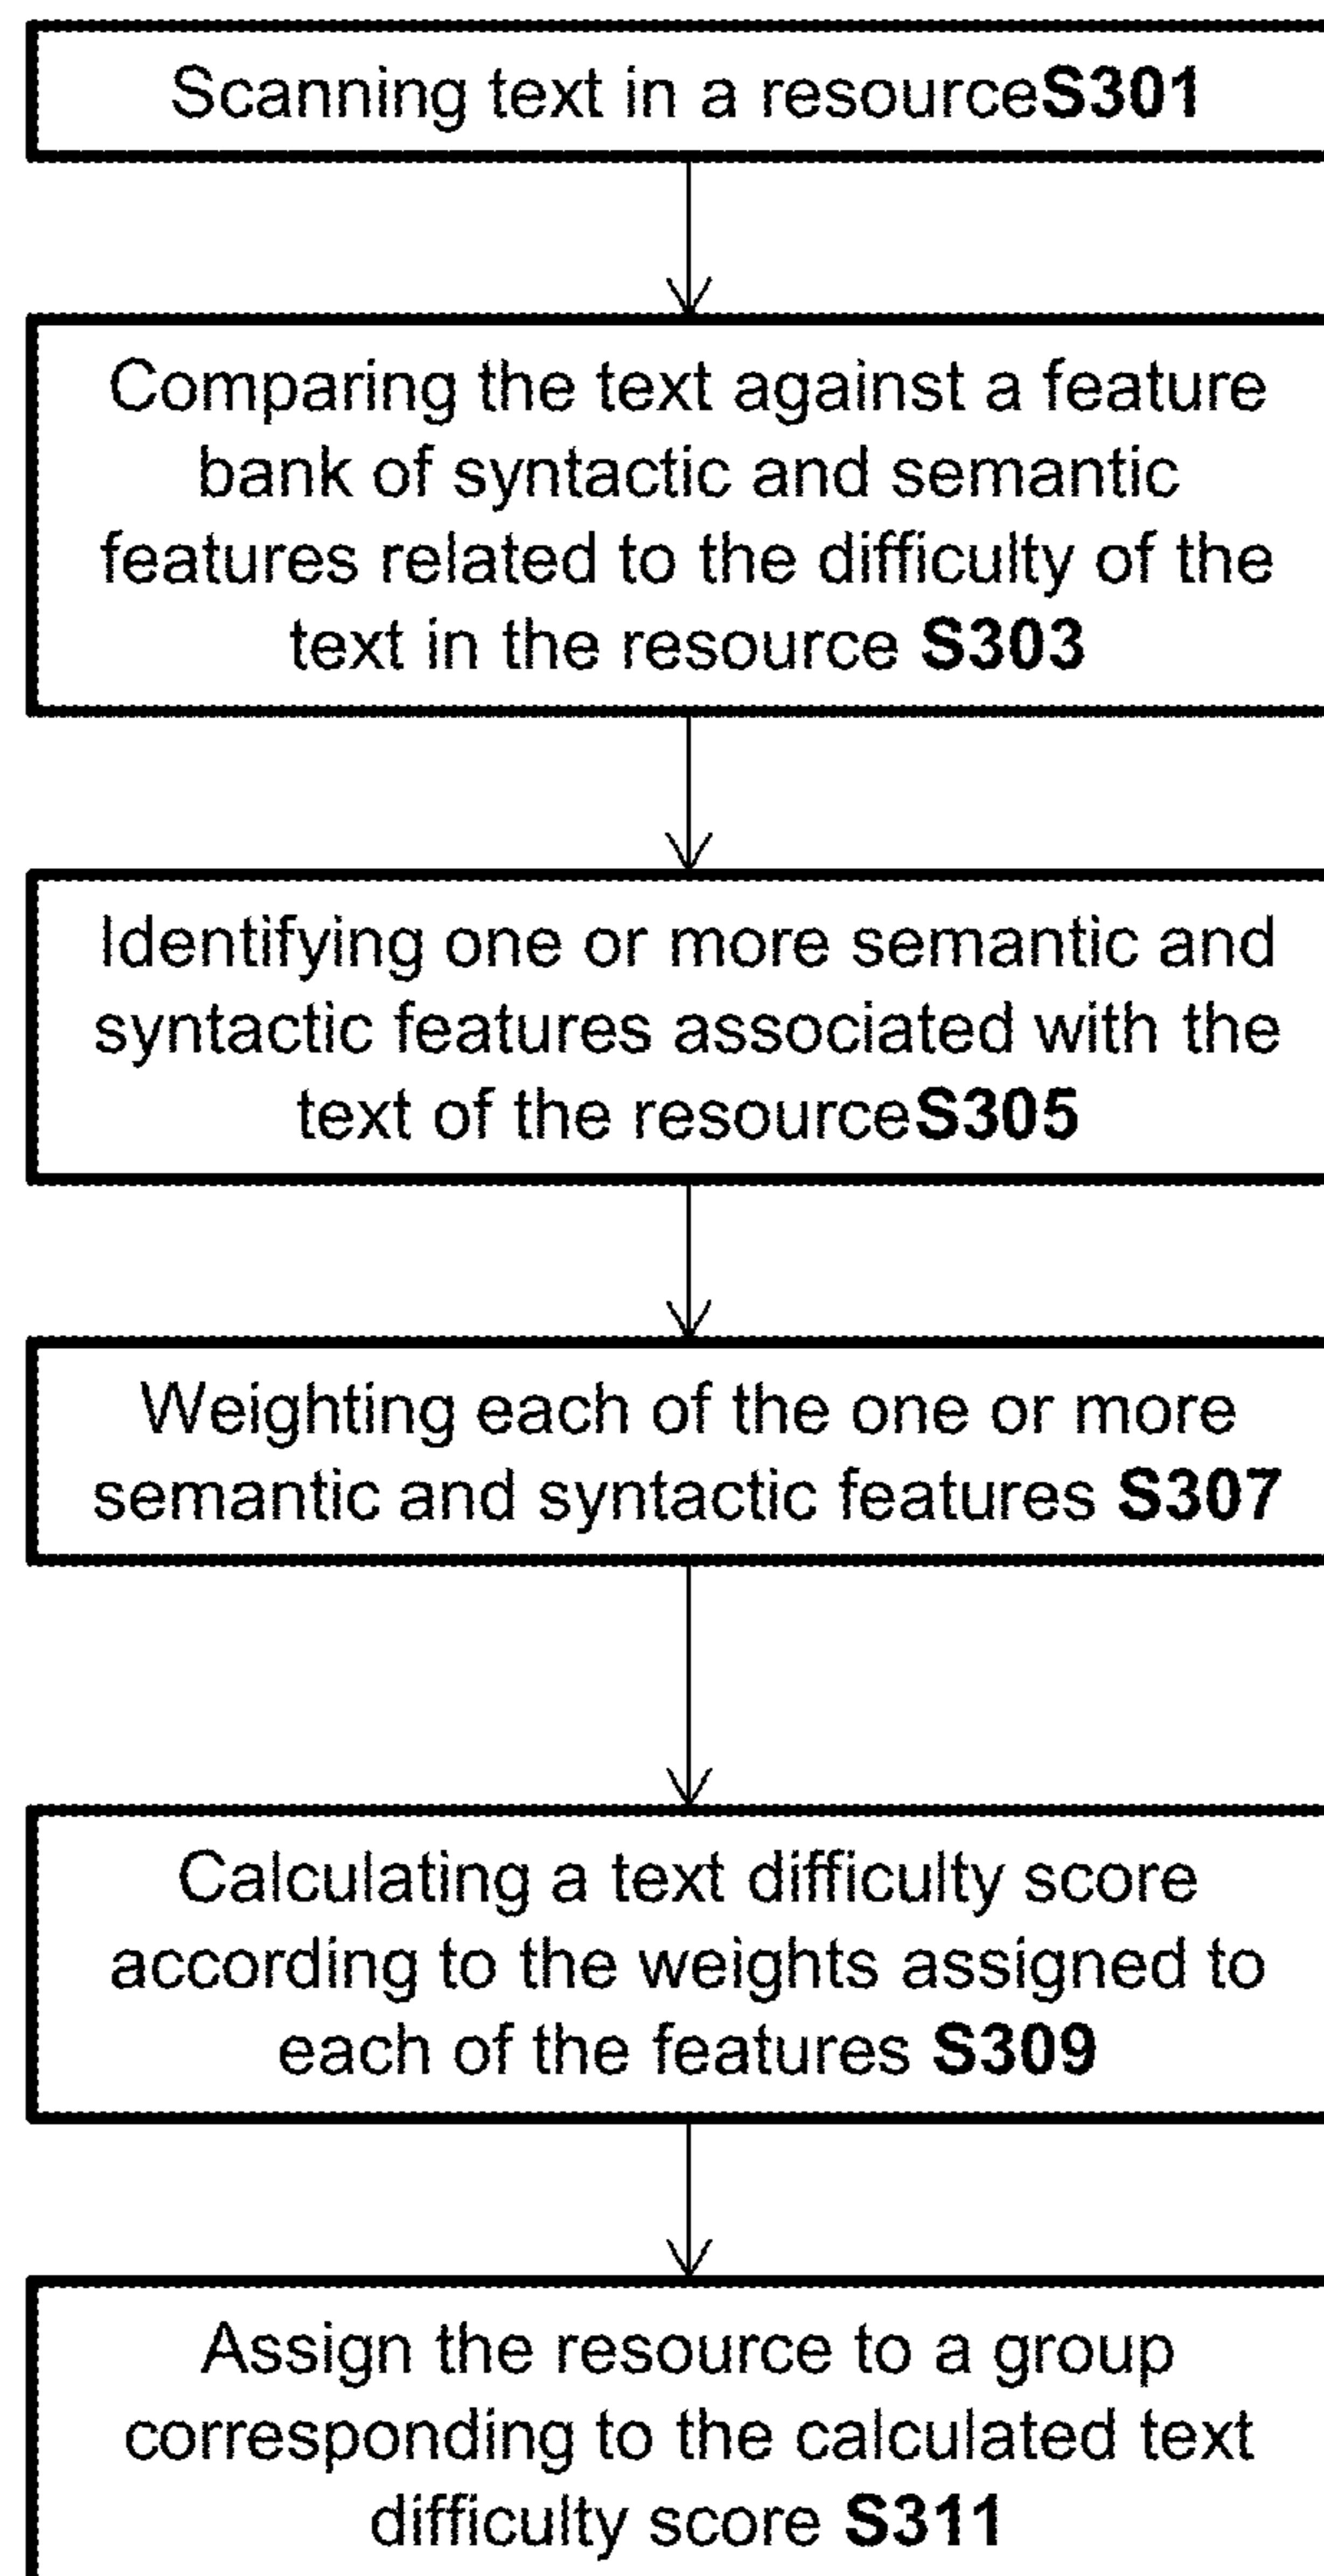 Scanning text in a resourceS301
Comparing the text against a feature
bank of syntactic and semantic
features related to the difficulty of the
text in the resource S303
Identifying one or more semantic and
syntactic features associated with the
text of the resourceS305
Weighting each of the one or more
semantic and syntactic features S307
Calculating a text difficulty score
according to the weights assigned to
each of the features S309
Assign the resource to a group
corresponding to the calculated text
difficulty score S311